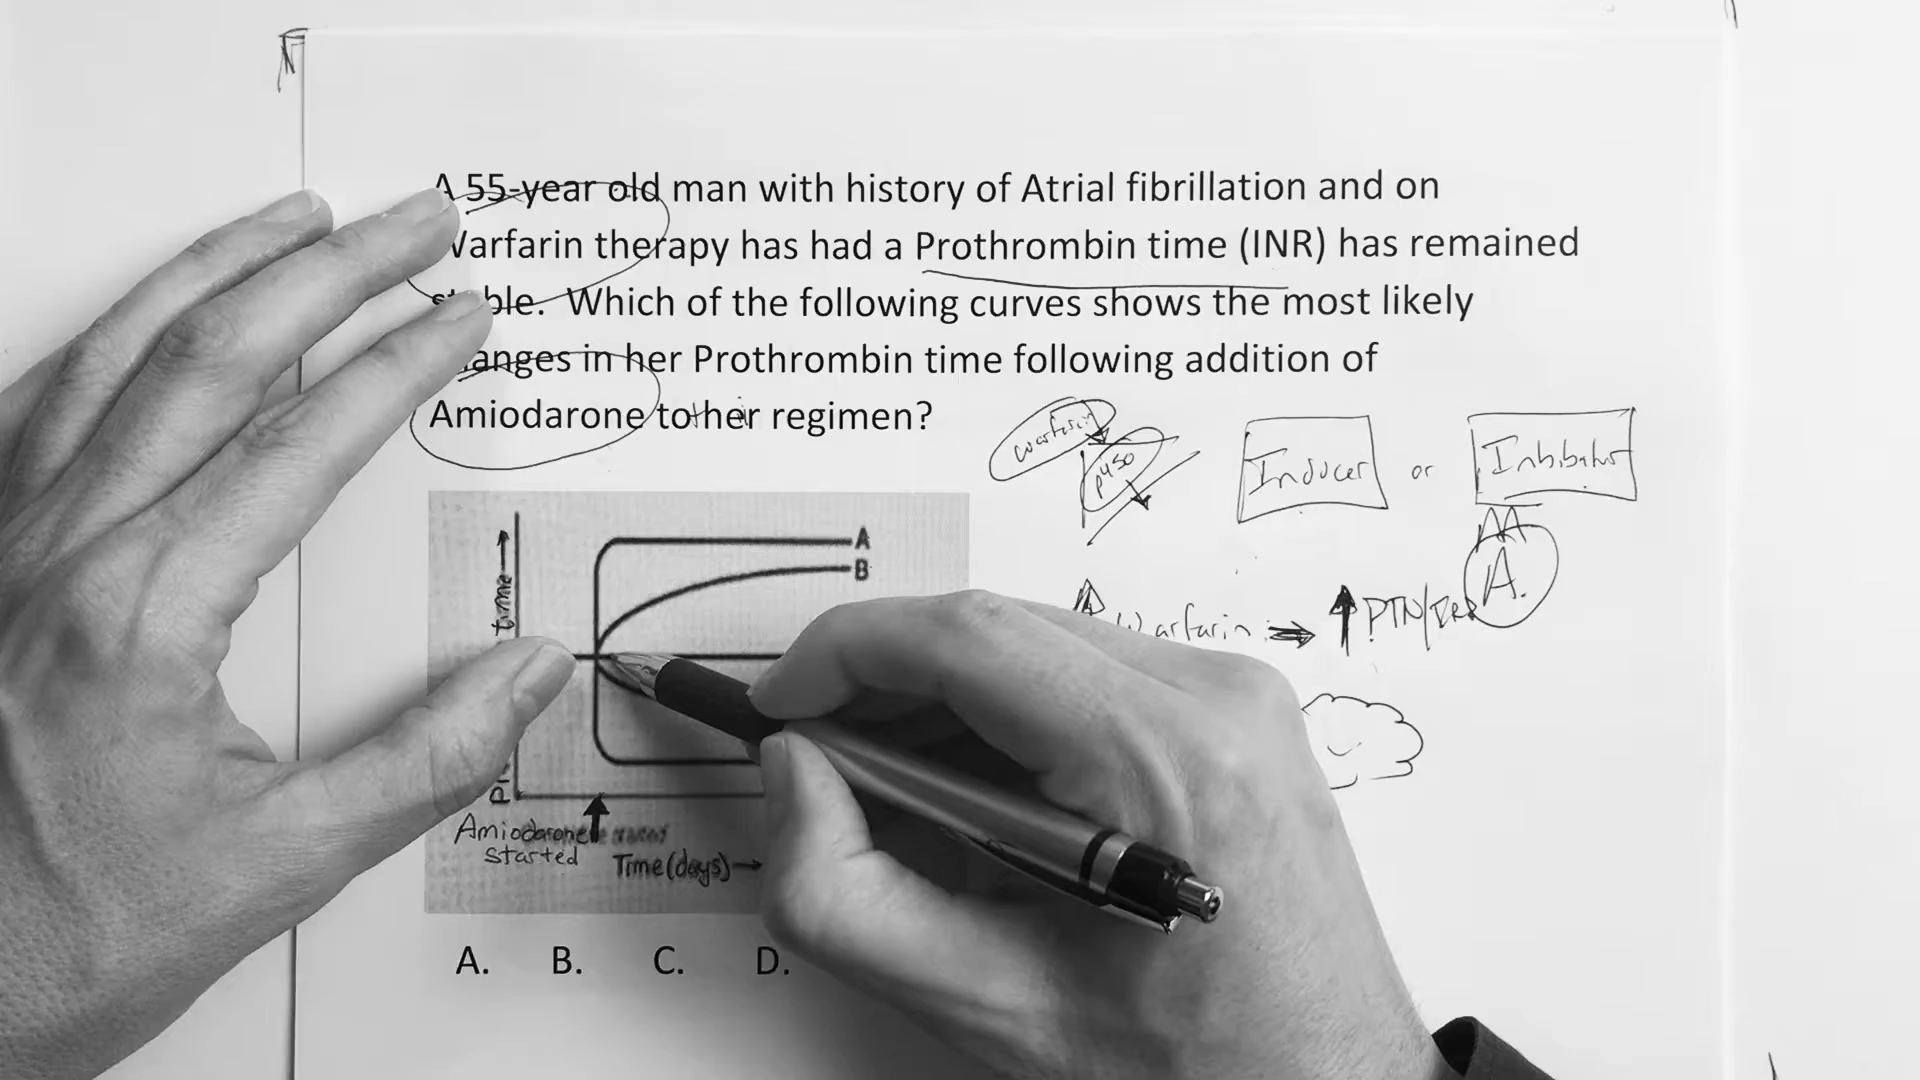 A 55-year old man with history of Atrial fibrillation and on
Warfarin therapy has had a Prothrombin time (INR) has remained
stable. Which of the following curves shows the most likely
changes in her Prothrombin time following addition of
Amiodarone to their regimen?
warfarin
P450
Inducer or Inhibitor
A.
Warfarin
A
B
time
Amiodarone
started
Time (days)
A. B. C. D.